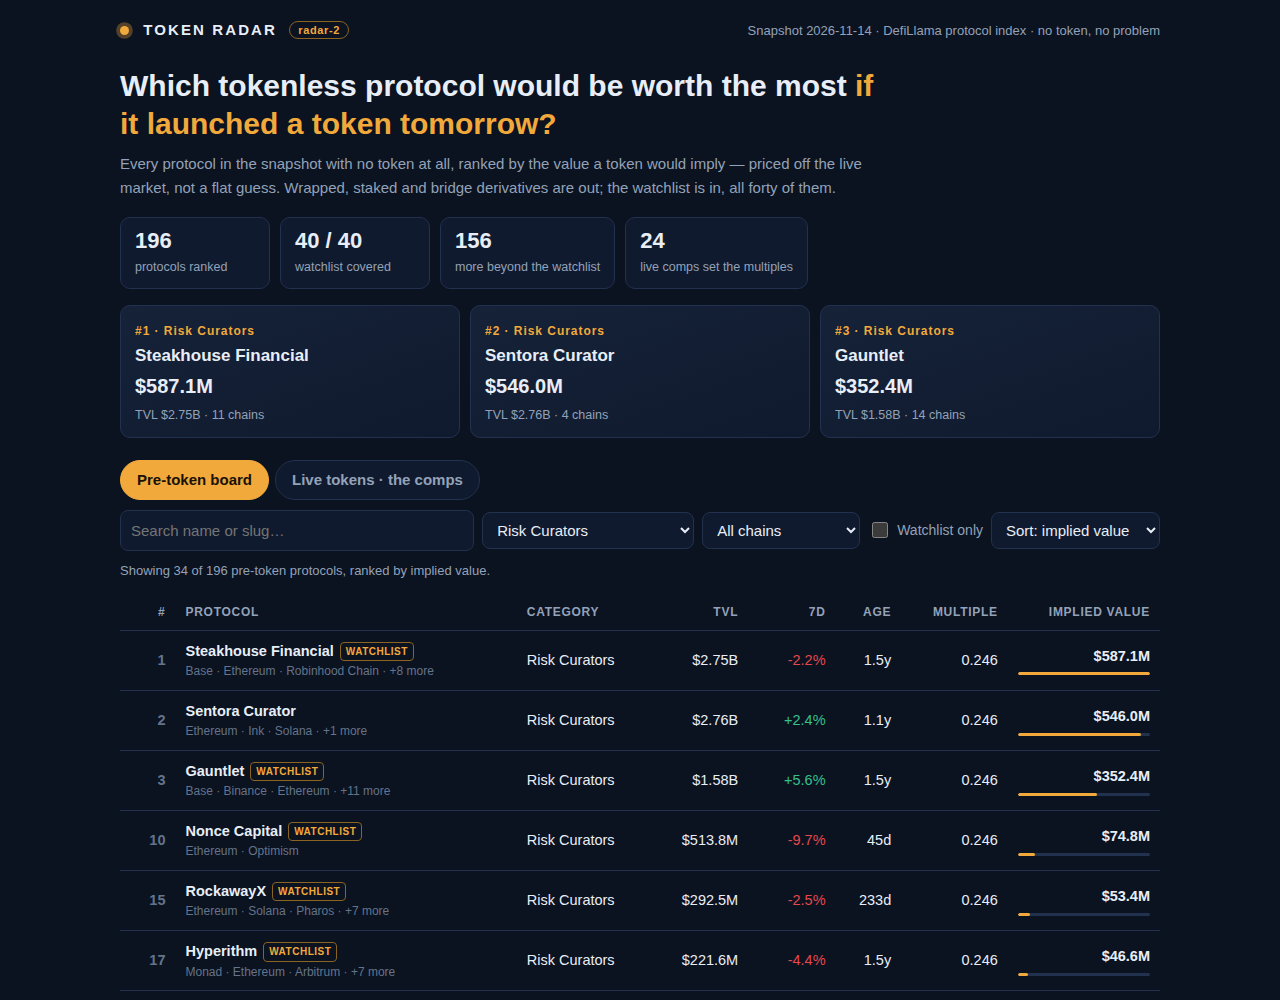 TOKEN RADAR radar-2
Snapshot 2026-11-14 · DefiLlama protocol index · no token, no problem
Which tokenless protocol would be worth the most if
it launched a token tomorrow?
Every protocol in the snapshot with no token at all, ranked by the value a token would imply — priced off the live
market, not a flat guess. Wrapped, staked and bridge derivatives are out; the watchlist is in, all forty of them.
196
protocols ranked
40 / 40
watchlist covered
156
more beyond the watchlist
24
live comps set the multiples
#1 · Risk Curators
Steakhouse Financial
$587.1M
TVL $2.75B · 11 chains
#2 · Risk Curators
Sentora Curator
$546.0M
TVL $2.76B · 4 chains
#3 · Risk Curators
Gauntlet
$352.4M
TVL $1.58B · 14 chains
Pre-token board
Live tokens · the comps
Search name or slug…
Risk Curators
All chains
Watchlist only
Sort: implied value
Showing 34 of 196 pre-token protocols, ranked by implied value.
# PROTOCOL CATEGORY TVL 7D AGE MULTIPLE IMPLIED VALUE
1 Steakhouse Financial WATCHLIST Risk Curators $2.75B -2.2% 1.5y 0.246 $587.1M
Base · Ethereum · Robinhood Chain · +8 more
2 Sentora Curator Risk Curators $2.76B +2.4% 1.1y 0.246 $546.0M
Ethereum · Ink · Solana · +1 more
3 Gauntlet WATCHLIST Risk Curators $1.58B +5.6% 1.5y 0.246 $352.4M
Base · Binance · Ethereum · +11 more
10 Nonce Capital WATCHLIST Risk Curators $513.8M -9.7% 45d 0.246 $74.8M
Ethereum · Optimism
15 RockawayX WATCHLIST Risk Curators $292.5M -2.5% 233d 0.246 $53.4M
Ethereum · Solana · Pharos · +7 more
17 Hyperithm WATCHLIST Risk Curators $221.6M -4.4% 1.5y 0.246 $46.6M
Monad · Ethereum · Arbitrum · +7 more